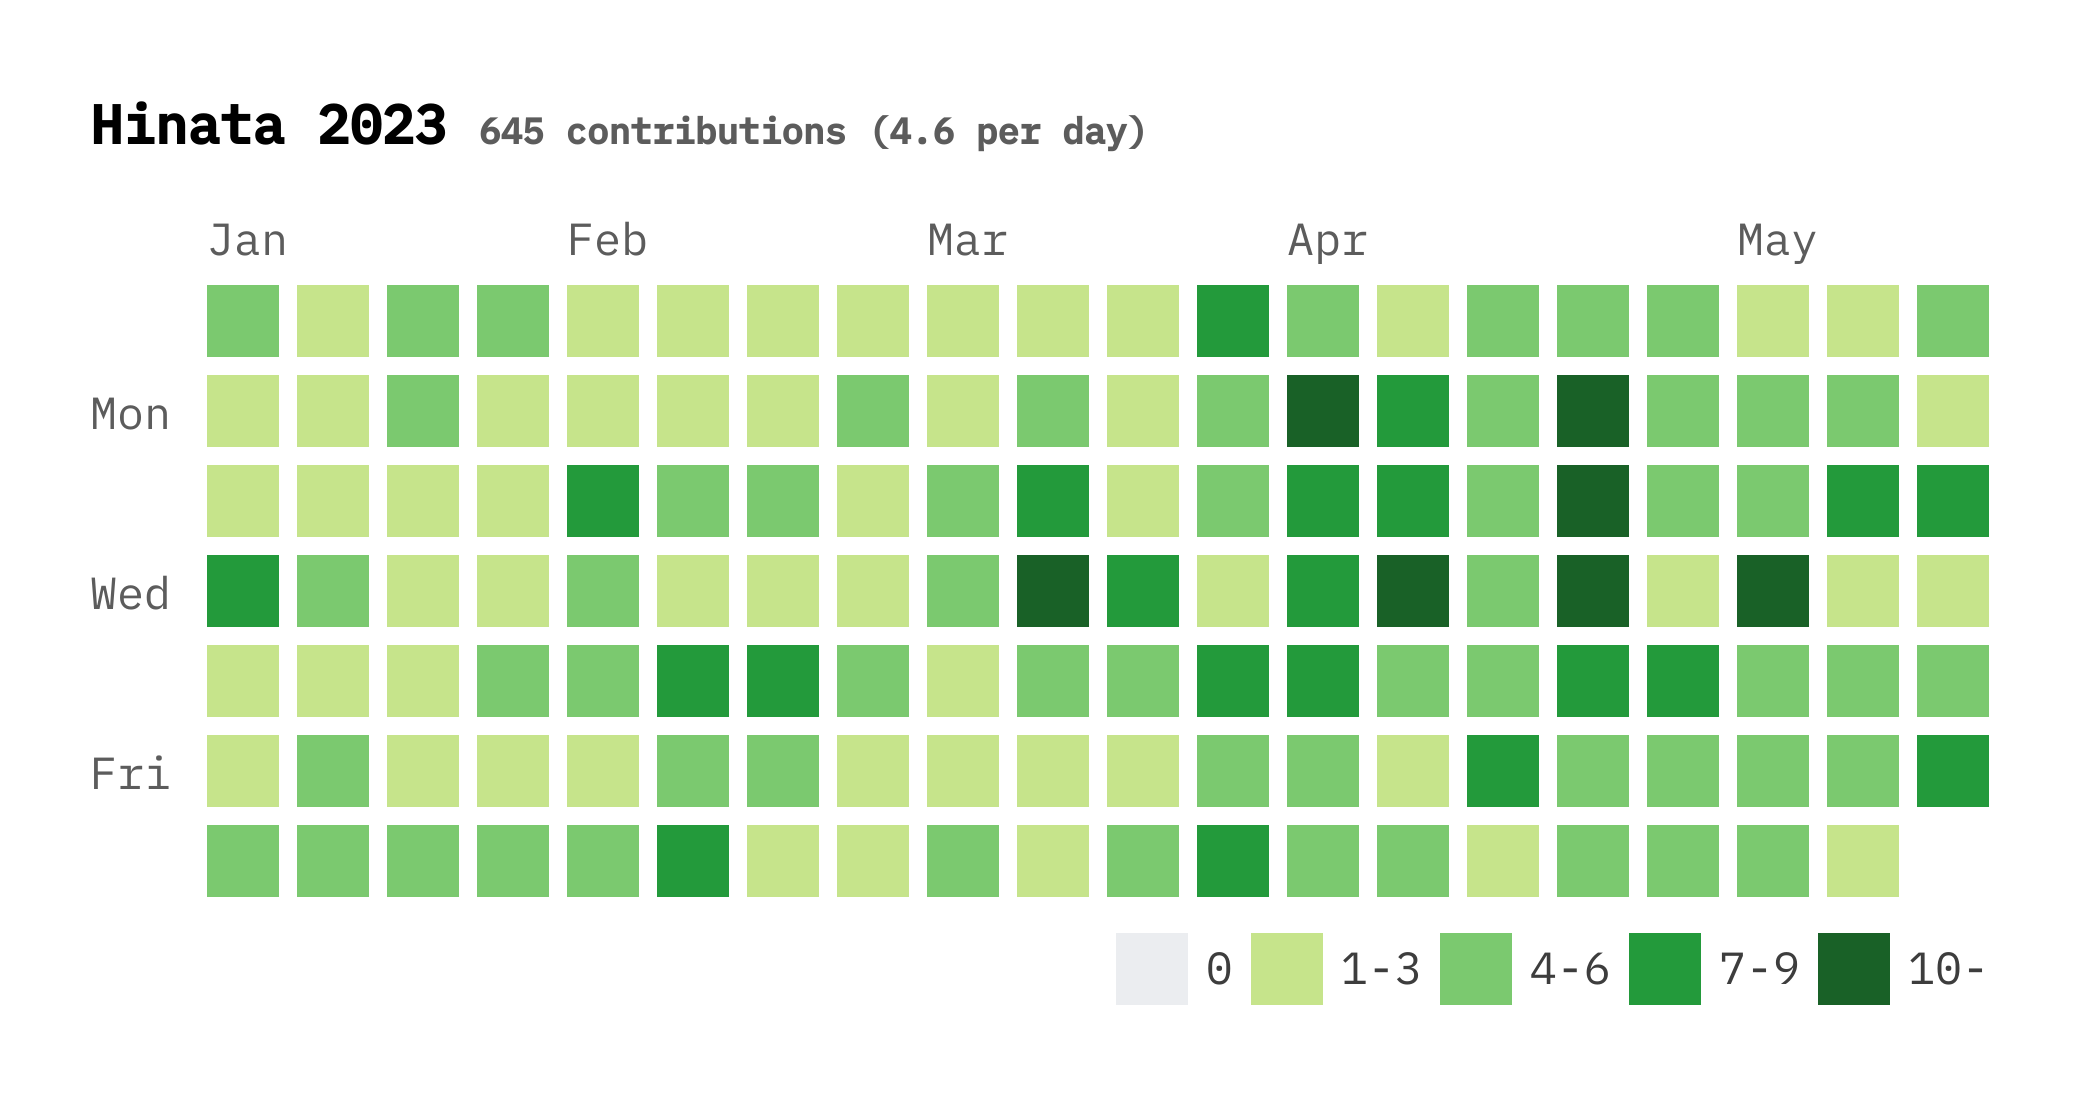 Hinata 2023 645 contributions (4.6 per day)
Jan Feb Mar Apr May
Mon
Wed
Fri
0 1-3 4-6 7-9 10-